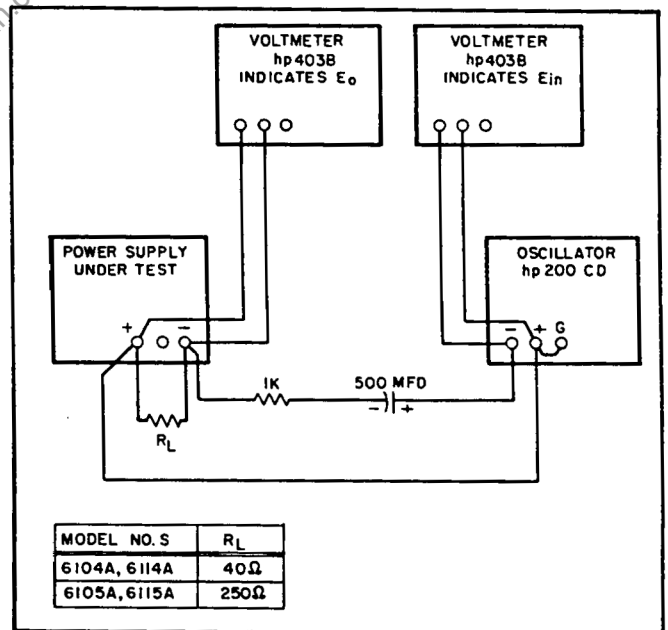 VOLTMETER
hp403B
INDICATES Eo
VOLTMETER
hp403B
INDICATES Ein
POWER SUPPLY
UNDER TEST
+ -
OSCILLATOR
hp 200 CD
- + G
1K
500 MFD
- +
RL
MODEL NO. S RL
6104A, 6114A 40Ω
6105A, 6115A 250Ω